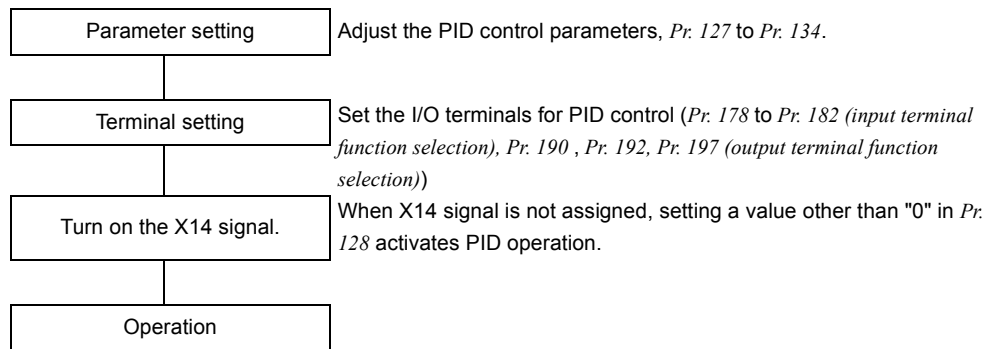 Parameter setting
Adjust the PID control parameters, Pr. 127 to Pr. 134.
Terminal setting
Set the I/O terminals for PID control (Pr. 178 to Pr. 182 (input terminal
function selection), Pr. 190 , Pr. 192, Pr. 197 (output terminal function
selection))
Turn on the X14 signal.
When X14 signal is not assigned, setting a value other than "0" in Pr.
128 activates PID operation.
Operation